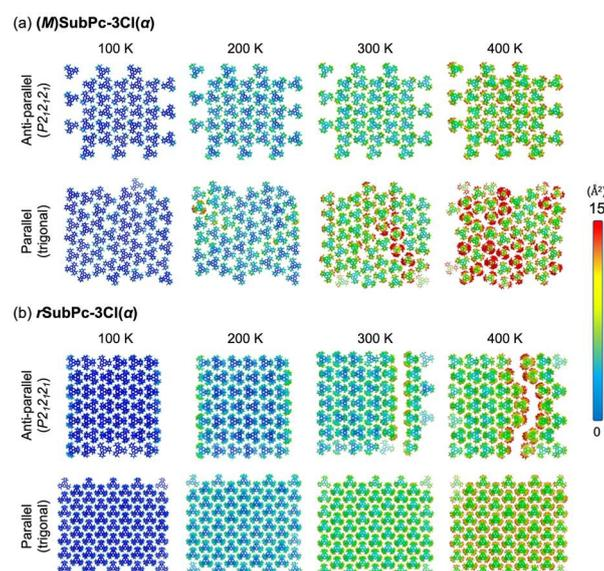 (a) (M)SubPc-3Cl(α)
100 K 200 K 300 K 400 K
Anti-parallel
(P2₁2₁2₁)
Parallel
(trigonal)
(Å²)
15
0
(b) rSubPc-3Cl(α)
100 K 200 K 300 K 400 K
Anti-parallel
(P2₁2₁2₁)
Parallel
(trigonal)